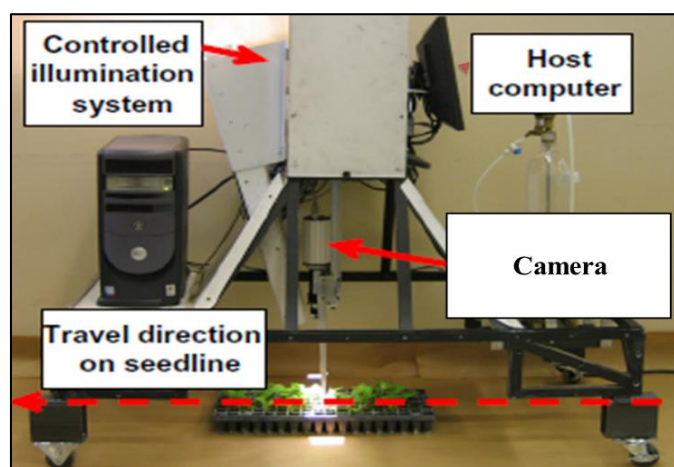 Controlled
illumination
system
Host
computer
Camera
Travel direction
on seedline